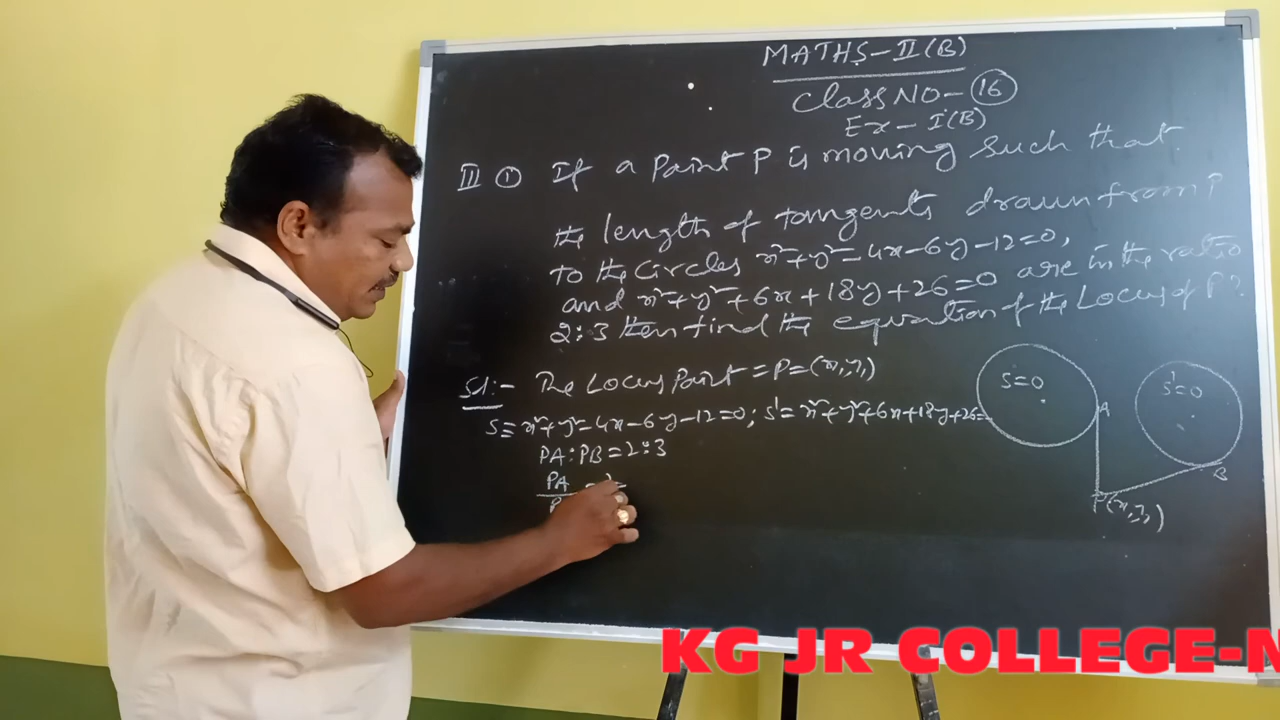 MATHS-II(B)
Class NO-16
Ex-I(B)
III ① If a Point P is moving such that
the length of tangents drawn from P
to the circles x²+y²-4x-6y-12=0,
and x²+y²+6x+18y+26=0 are in the ratio
2:3 then find the equation of the Locus of P?
Sol:- The Locus Point = P=(x₁,y₁)
S≡x²+y²-4x-6y-12=0; S'=x²+y²+6x+18y+26=
PA:PB=2:3
PA
P
S=0
S'=0
A
B
P(x₁,y₁)
KG JR COLLEGE-N